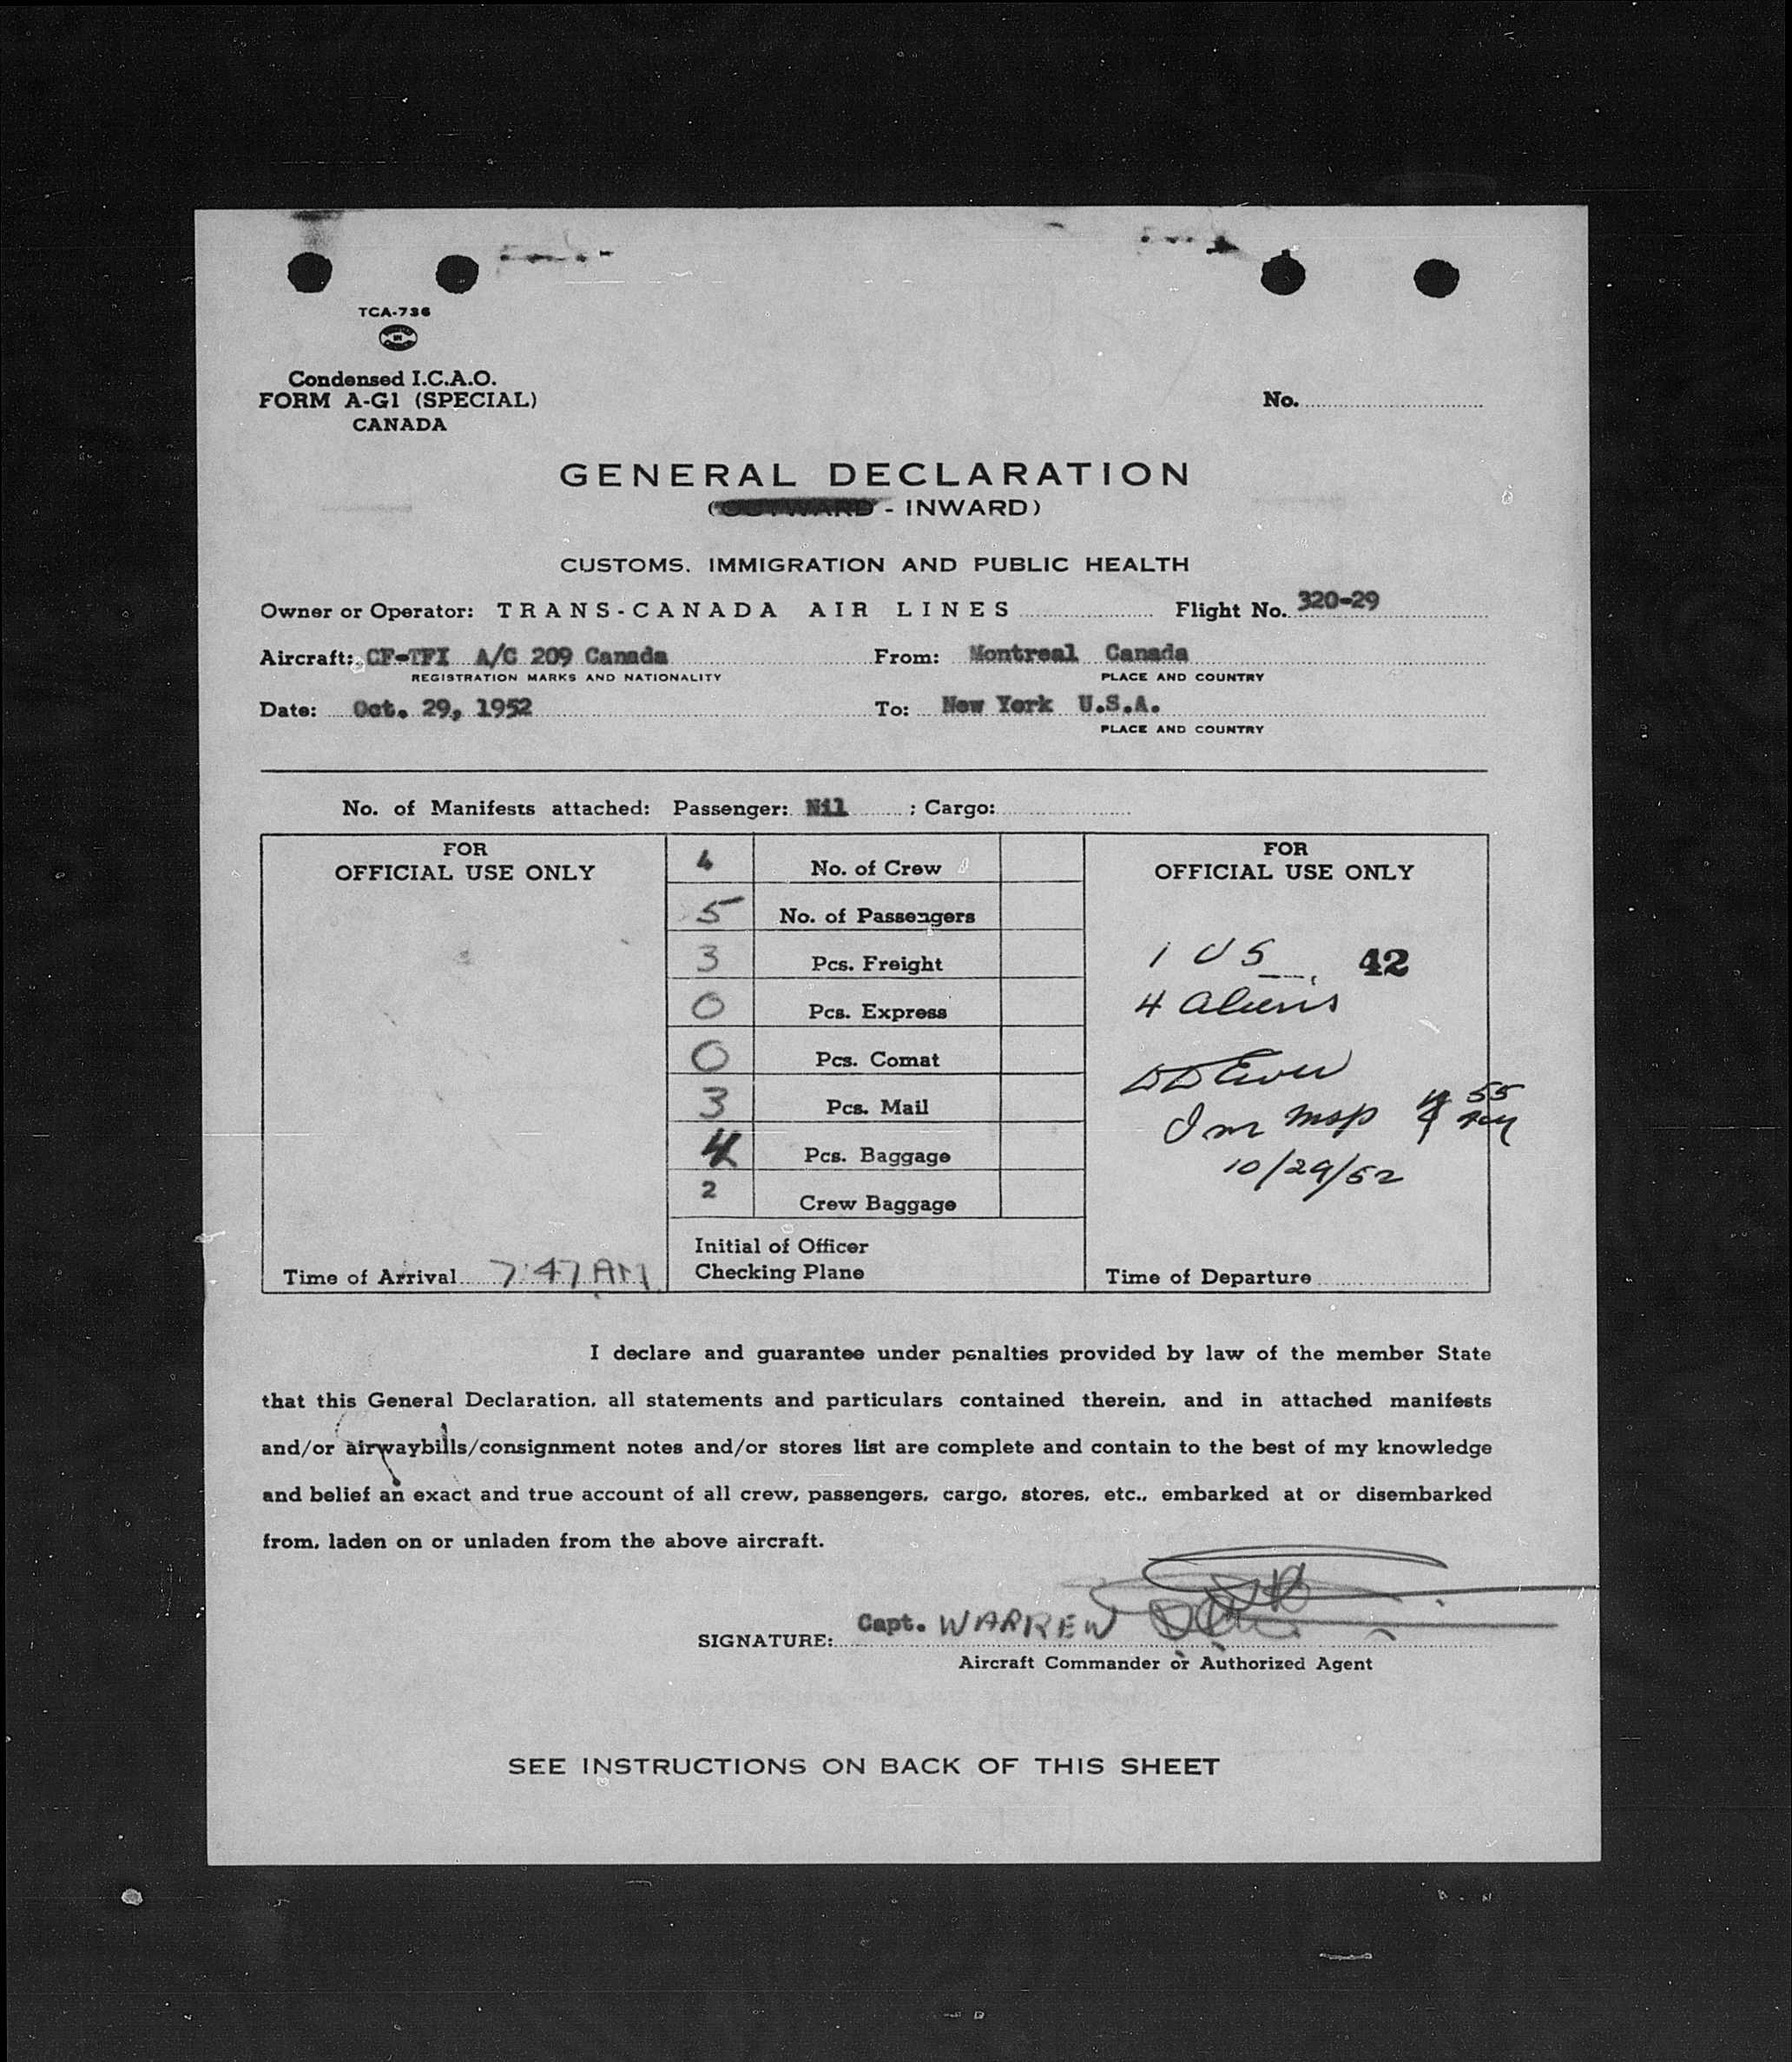 TCA-736
Condensed I.C.A.O.
FORM A-G1 (SPECIAL)
CANADA
No.
GENERAL DECLARATION
(OUTWARD - INWARD)
CUSTOMS, IMMIGRATION AND PUBLIC HEALTH
Owner or Operator: TRANS-CANADA AIR LINES Flight No. 320-29
Aircraft: CF-TFI A/C 209 Canada From: Montreal Canada
REGISTRATION MARKS AND NATIONALITY PLACE AND COUNTRY
Date: Oct. 29, 1952 To: New York U.S.A.
PLACE AND COUNTRY
No. of Manifests attached: Passenger: Nil ; Cargo:
FOR
OFFICIAL USE ONLY
Time of Arrival 7:47 AM
4 No. of Crew
5 No. of Passengers
3 Pcs. Freight
0 Pcs. Express
0 Pcs. Comat
3 Pcs. Mail
4 Pcs. Baggage
2 Crew Baggage
Initial of Officer
Checking Plane
FOR
OFFICIAL USE ONLY
1 US 42
4 aliens
Im Insp
10/29/52
Time of Departure
I declare and guarantee under penalties provided by law of the member State
that this General Declaration, all statements and particulars contained therein, and in attached manifests
and/or airwaybills/consignment notes and/or stores list are complete and contain to the best of my knowledge
and belief an exact and true account of all crew, passengers, cargo, stores, etc., embarked at or disembarked
from, laden on or unladen from the above aircraft.
SIGNATURE: Capt. WARREN
Aircraft Commander or Authorized Agent
SEE INSTRUCTIONS ON BACK OF THIS SHEET